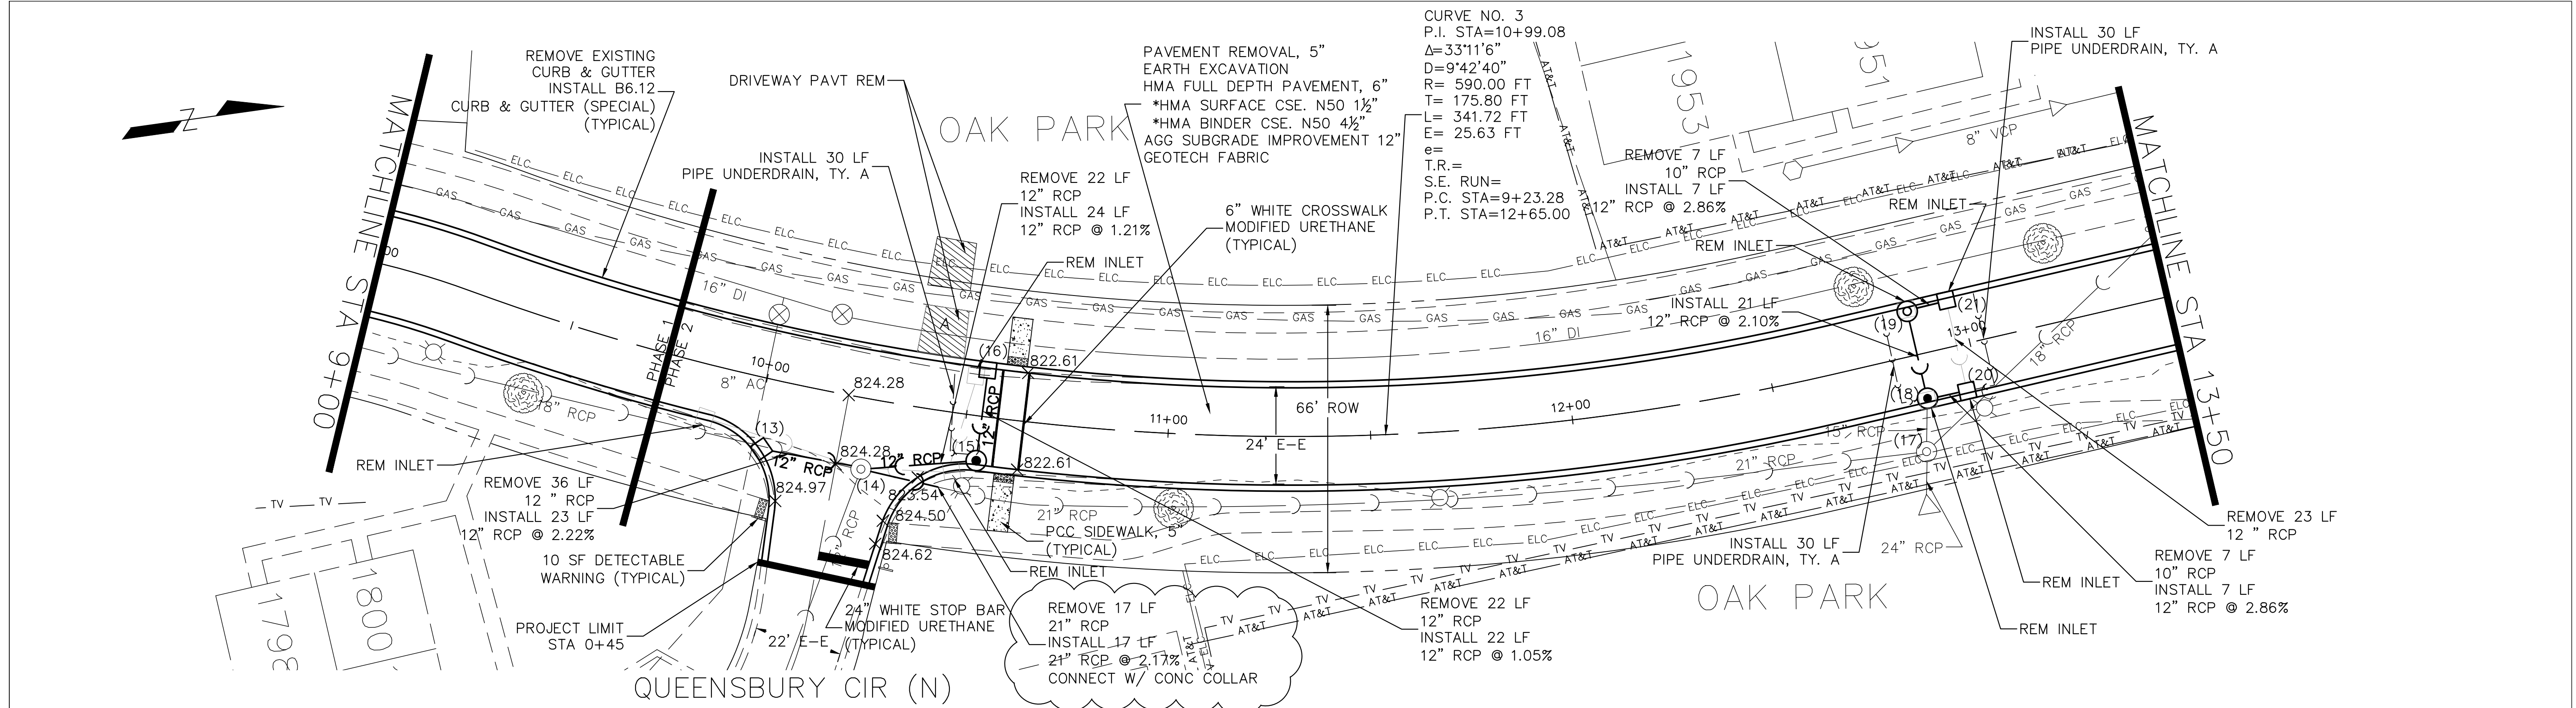 REMOVE EXISTING
CURB & GUTTER
INSTALL B6.12
CURB & GUTTER (SPECIAL)
(TYPICAL)
DRIVEWAY PAVT REM
OAK PARK
PAVEMENT REMOVAL, 5"
EARTH EXCAVATION
HMA FULL DEPTH PAVEMENT, 6"
*HMA SURFACE CSE. N50 1½"
*HMA BINDER CSE. N50 4½"
AGG SUBGRADE IMPROVEMENT 12"
GEOTECH FABRIC
CURVE NO. 3
P.I. STA=10+99.08
Δ=33°11'6"
D=9°42'40"
R= 590.00 FT
T= 175.80 FT
L= 341.72 FT
E= 25.63 FT
e=
T.R.=
S.E. RUN=
P.C. STA=9+23.28
P.T. STA=12+65.00
INSTALL 30 LF
PIPE UNDERDRAIN, TY. A
Z
MATCHLINE STA 9+00
INSTALL 30 LF
PIPE UNDERDRAIN, TY. A
REMOVE 22 LF
12" RCP
INSTALL 24 LF
12" RCP @ 1.21%
6" WHITE CROSSWALK
MODIFIED URETHANE
(TYPICAL)
REM INLET
REMOVE 7 LF
10" RCP
INSTALL 7 LF
12" RCP @ 2.86%
REM INLET
REM INLET
INSTALL 21 LF
12" RCP @ 2.10%
1953
951
8" VCP
MATCHLINE STA 13+50
ELC
GAS
AT&T
TV
16" DI
16" DI
PHASE 1
PHASE 2
10+00
8" AC
824.28
A
(16)
822.61
12" RCP
11+00
66' ROW
24' E-E
12+00
13+00
(19)
(21)
(18)
(20)
(17)
18" RCP
15" RCP
21" RCP
24" RCP
18" RCP
(13)
12" RCP
824.28
(14)
12" RCP
(15)
822.61
823.54
824.97
824.50
824.62
12" RCP
21" RCP
REM INLET
REMOVE 36 LF
12 " RCP
INSTALL 23 LF
12" RCP @ 2.22%
10 SF DETECTABLE
WARNING (TYPICAL)
PROJECT LIMIT
STA 0+45
22' E-E
24" WHITE STOP BAR
MODIFIED URETHANE
(TYPICAL)
PCC SIDEWALK, 5"
(TYPICAL)
REM INLET
REMOVE 17 LF
21" RCP
INSTALL 17 LF
21" RCP @ 2.17%
CONNECT W/ CONC COLLAR
REMOVE 22 LF
12" RCP
INSTALL 22 LF
12" RCP @ 1.05%
INSTALL 30 LF
PIPE UNDERDRAIN, TY. A
OAK PARK
REM INLET
REM INLET
REMOVE 23 LF
12 " RCP
REMOVE 7 LF
10" RCP
INSTALL 7 LF
12" RCP @ 2.86%
1800
QUEENSBURY CIR (N)